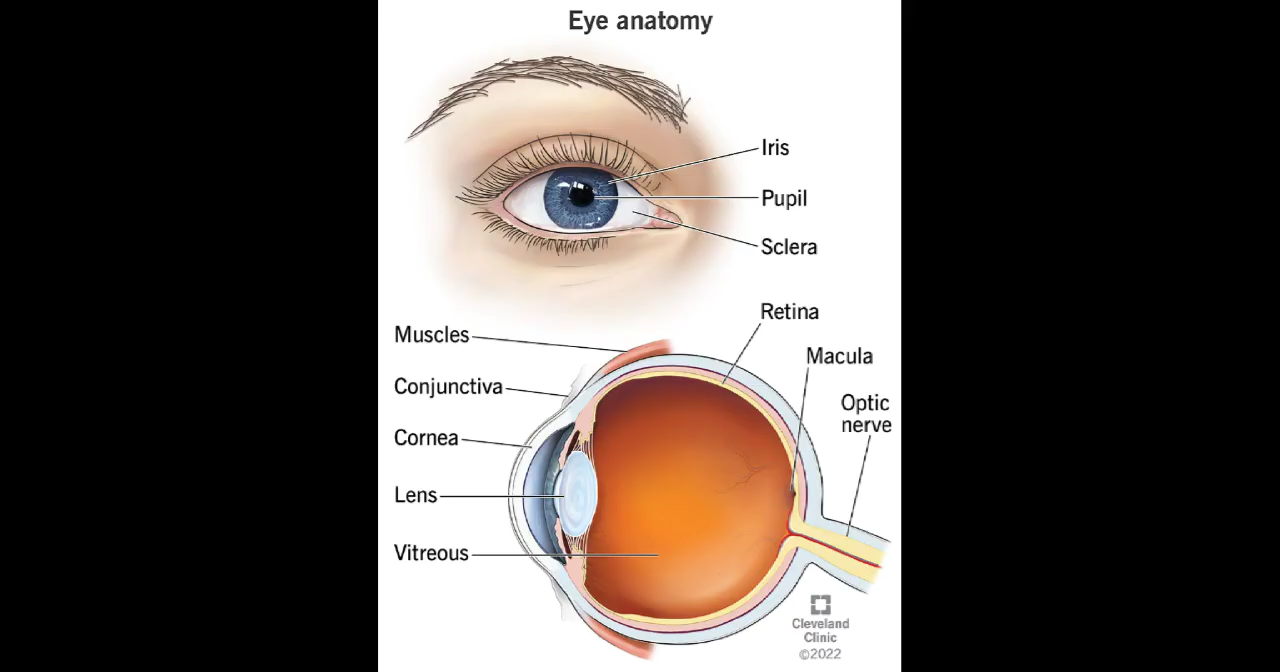 Eye anatomy
Iris
Pupil
Sclera
Retina
Muscles
Macula
Conjunctiva
Optic
nerve
Cornea
Lens
Vitreous
Cleveland
Clinic
©2022